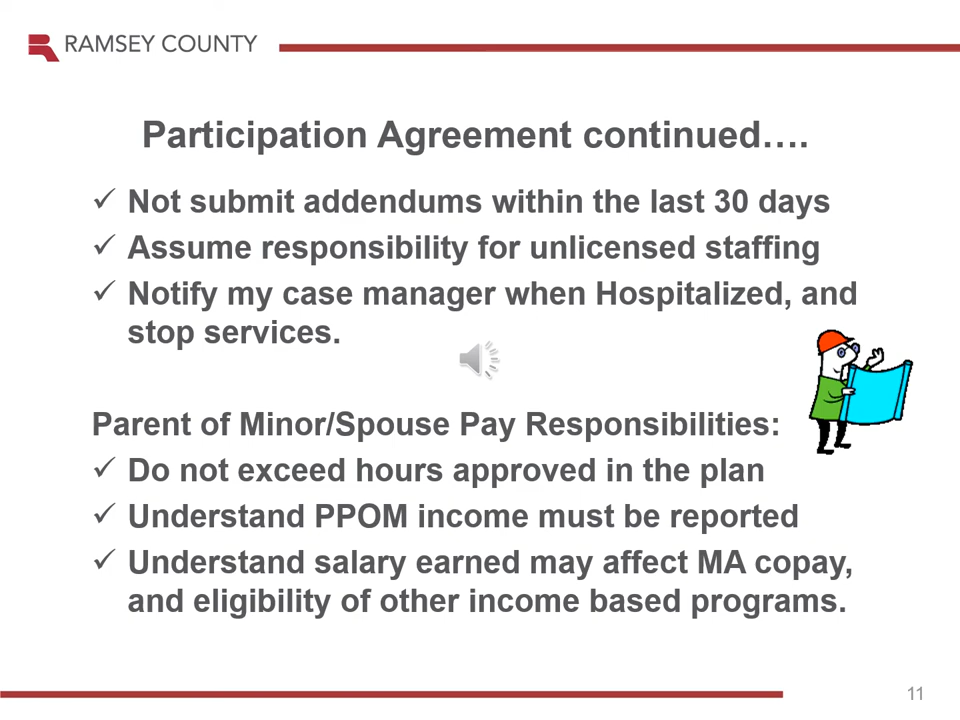 RAMSEY COUNTY
Participation Agreement continued….
✓ Not submit addendums within the last 30 days
✓ Assume responsibility for unlicensed staffing
✓ Notify my case manager when Hospitalized, and
stop services.
Parent of Minor/Spouse Pay Responsibilities:
✓ Do not exceed hours approved in the plan
✓ Understand PPOM income must be reported
✓ Understand salary earned may affect MA copay,
and eligibility of other income based programs.
11